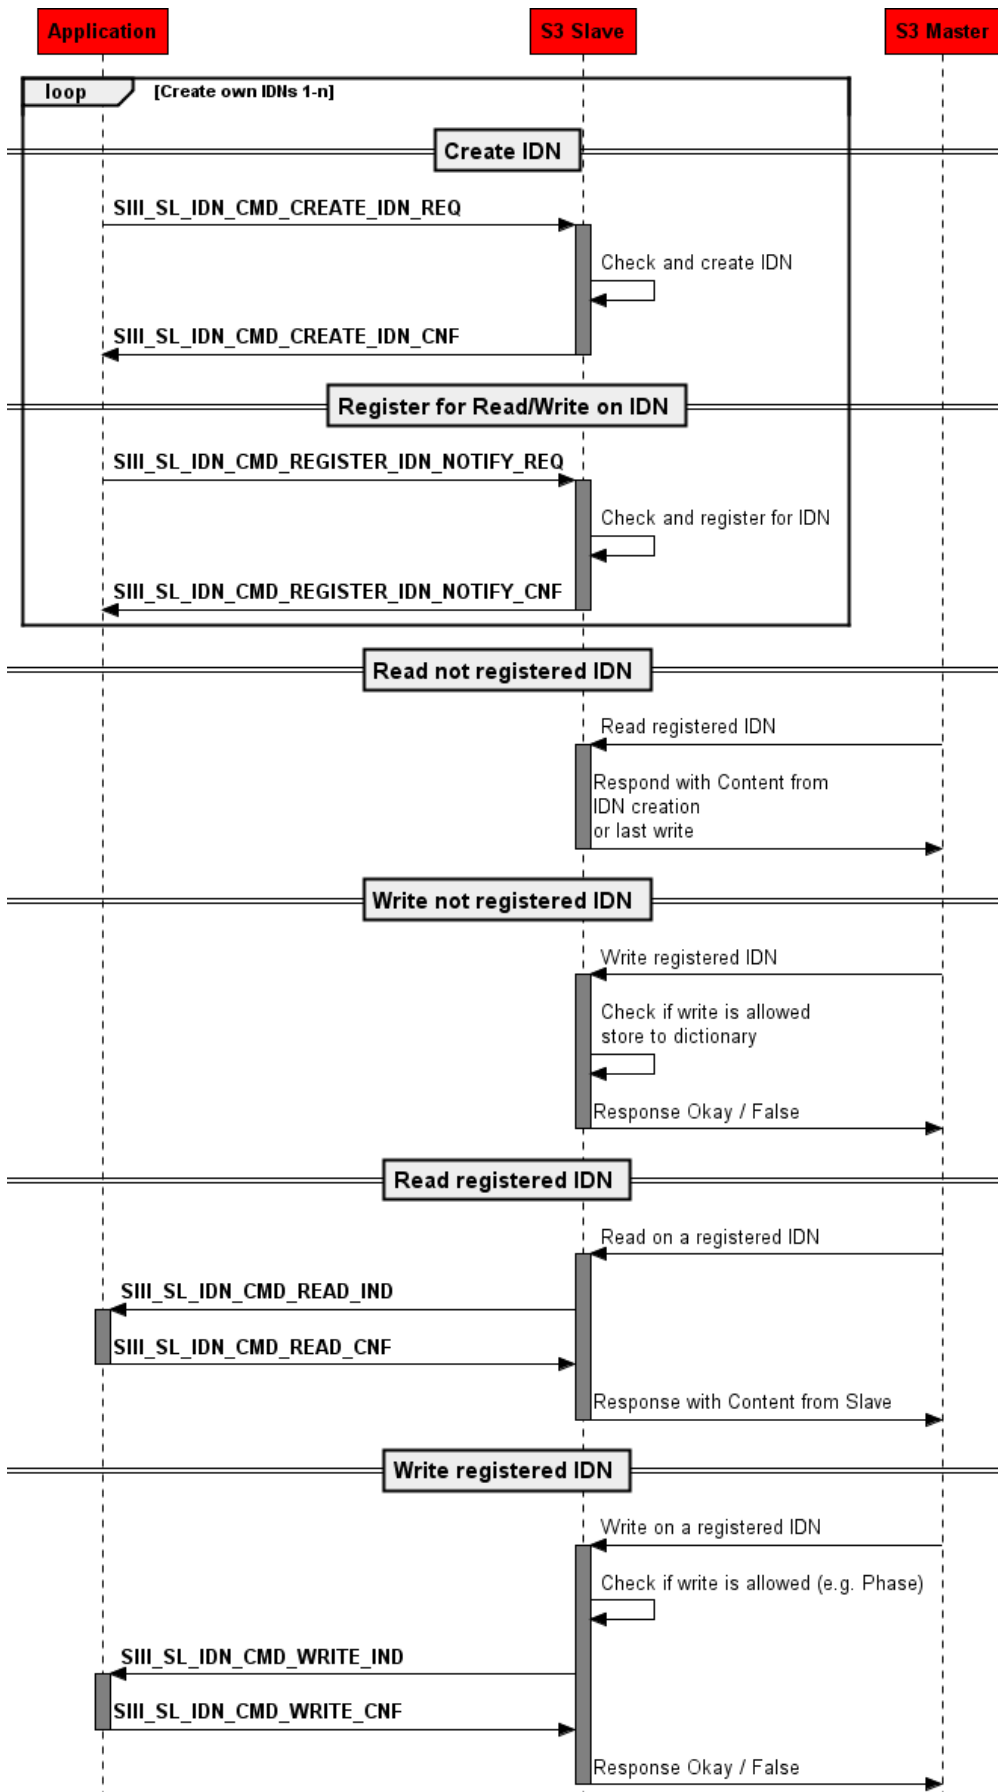 Application
S3 Slave
S3 Master
loop
[Create own IDNs 1-n]
Create IDN
SIII_SL_IDN_CMD_CREATE_IDN_REQ
Check and create IDN
SIII_SL_IDN_CMD_CREATE_IDN_CNF
Register for Read/Write on IDN
SIII_SL_IDN_CMD_REGISTER_IDN_NOTIFY_REQ
Check and register for IDN
SIII_SL_IDN_CMD_REGISTER_IDN_NOTIFY_CNF
Read not registered IDN
Read registered IDN
Respond with Content from
IDN creation
or last write
Write not registered IDN
Write registered IDN
Check if write is allowed
store to dictionary
Response Okay / False
Read registered IDN
Read on a registered IDN
SIII_SL_IDN_CMD_READ_IND
SIII_SL_IDN_CMD_READ_CNF
Response with Content from Slave
Write registered IDN
Write on a registered IDN
Check if write is allowed (e.g. Phase)
SIII_SL_IDN_CMD_WRITE_IND
SIII_SL_IDN_CMD_WRITE_CNF
Response Okay / False